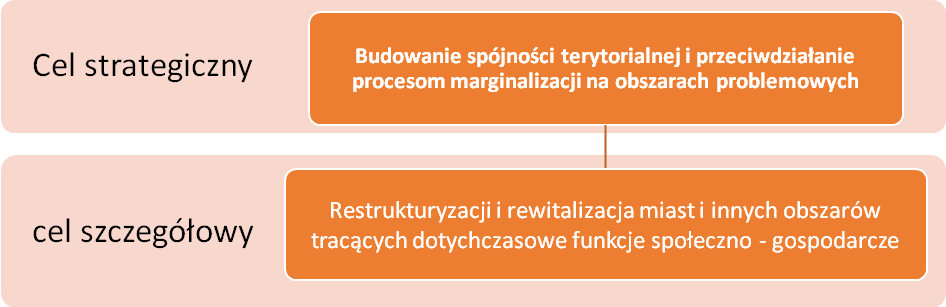 Cel strategiczny
Budowanie spójności terytorialnej i przeciwdziałanie
procesom marginalizacji na obszarach problemowych
cel szczegółowy
Restrukturyzacji i rewitalizacja miast i innych obszarów
tracących dotychczasowe funkcje społeczno - gospodarcze